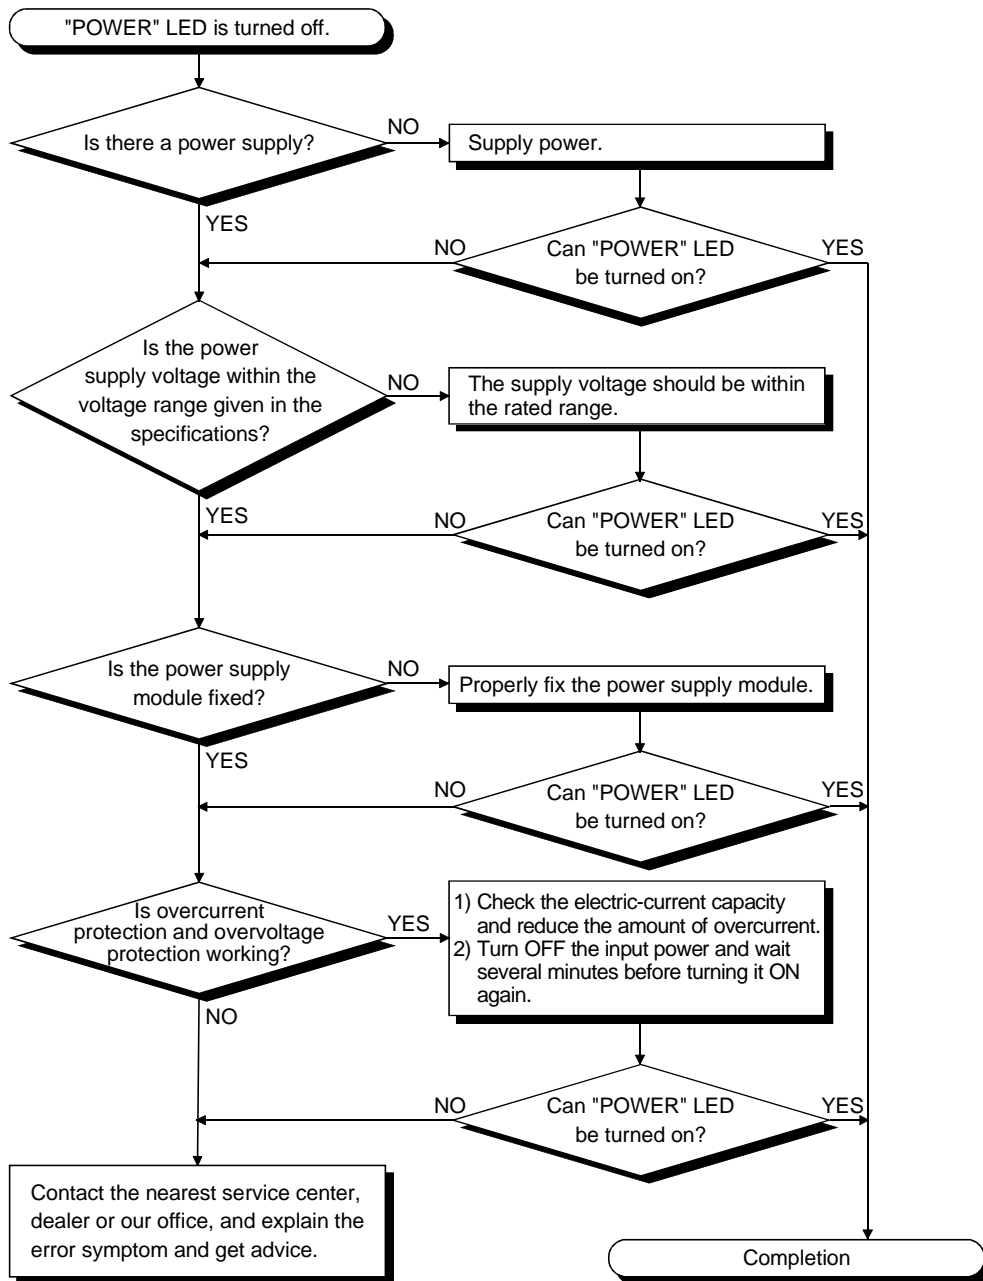 "POWER" LED is turned off.
Is there a power supply?
NO
Supply power.
YES
NO
Can "POWER" LED
be turned on?
YES
Is the power
supply voltage within the
voltage range given in the
specifications?
NO
The supply voltage should be within
the rated range.
YES
NO
Can "POWER" LED
be turned on?
YES
Is the power supply
module fixed?
NO
Properly fix the power supply module.
YES
NO
Can "POWER" LED
be turned on?
YES
Is overcurrent
protection and overvoltage
protection working?
YES
1) Check the electric-current capacity
and reduce the amount of overcurrent.
2) Turn OFF the input power and wait
several minutes before turning it ON
again.
NO
NO
Can "POWER" LED
be turned on?
YES
Contact the nearest service center,
dealer or our office, and explain the
error symptom and get advice.
Completion